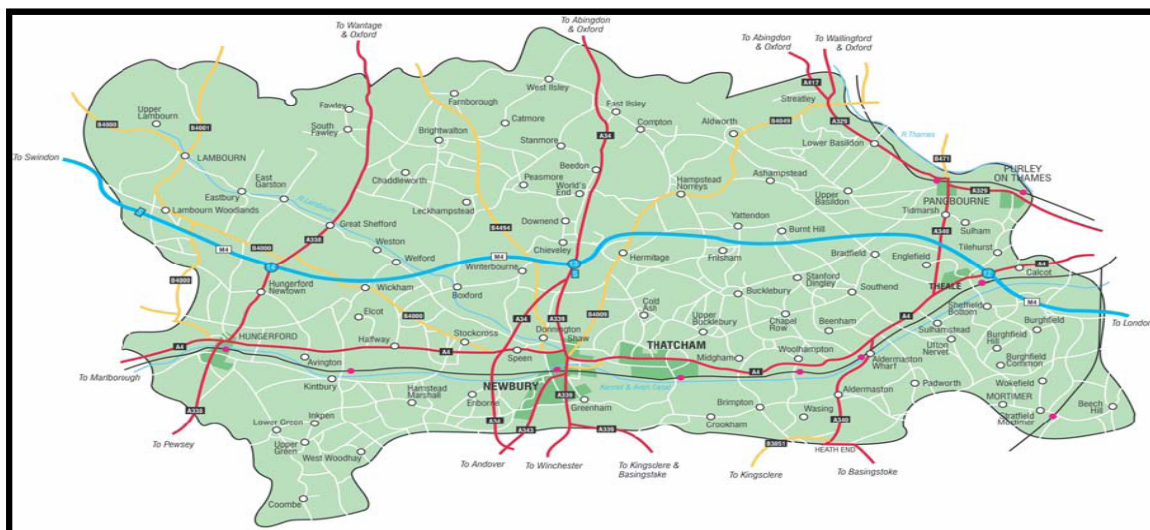 To Wantage
& Oxford
To Abingdon
& Oxford
To Abingdon
& Oxford
To Wallingford
& Oxford
West Ilsley
A417
Fawley
Farnborough
East Ilsley
Streatley
Upper
Lambourn
B4000
B4001
South
Fawley
Catmore
Compton
Aldworth
B4049
A329
R.Thames
Brightwalton
Stanmore
A34
Lower Basildon
To Swindon
LAMBOURN
Beedon
B471
PURLEY
ON THAMES
East
Garston
Chaddleworth
Peasmore
World's
End
Hampstead
Norreys
Ashampstead
Upper
Basildon
A329
PANGBOURNE
Eastbury
R.Lambourn
Leckhampstead
Lambourn Woodlands
Great Shefford
Downend
Yattendon
Burnt Hill
Tidmarsh
Sulham
M4
B4000
A338
Weston
B4494
A340
Chieveley
Hermitage
Frilsham
Bradfield
Englefield
Tilehurst
Welford
M4
14
Winterbourne
13
5
12
A4
Calcot
B4000
Hungerford
Newtown
Wickham
Boxford
Bucklebury
Stanford
Dingley
Southend
THEALE
M4
Cold
Ash
Sheffield
Bottom
Elcot
B4000
A34
A339
B4009
Upper
Bucklebury
Chapel
Row
Beenham
A4
To London
HUNGERFORD
Stockcross
Donnington
Shaw
Sulhamstead
Burghfield
A4
Halfway
A4
Speen
THATCHAM
Midgham
Woolhampton
Ufton
Nervet
Burghfield
Hill
Burghfield
Common
To Marlborough
Avington
Kintbury
NEWBURY
Kennet & Avon Canal
A4
Aldermaston
Wharf
Hamstead
Marshall
Enborne
A339
Greenham
Brimpton
Aldermaston
Padworth
Wokefield
MORTIMER
A338
Lower Green
Inkpen
A34
A343
A339
Crookham
Wasing
A340
Stratfield
Mortimer
Beech
Hill
To Pewsey
Upper
Green
West Woodhay
B3051
HEATH END
To Andover
To Winchester
To Kingsclere &
Basingstoke
To Kingsclere
To Basingstoke
Coombe